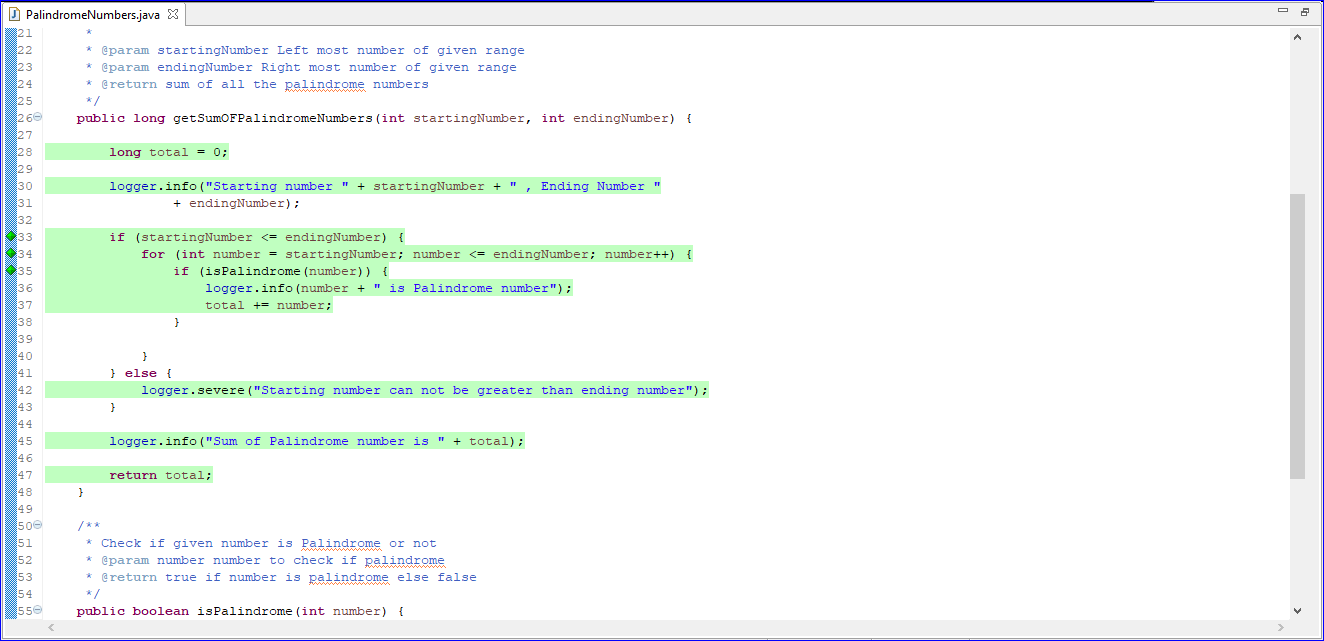 PalindromeNumbers.java
21 *
22 * @param startingNumber Left most number of given range
23 * @param endingNumber Right most number of given range
24 * @return sum of all the palindrome numbers
25 */
26 public long getSumOFPalindromeNumbers(int startingNumber, int endingNumber) {
27
28 long total = 0;
29
30 logger.info("Starting number " + startingNumber + " , Ending Number "
31 + endingNumber);
32
33 if (startingNumber <= endingNumber) {
34 for (int number = startingNumber; number <= endingNumber; number++) {
35 if (isPalindrome(number)) {
36 logger.info(number + " is Palindrome number");
37 total += number;
38 }
39
40 }
41 } else {
42 logger.severe("Starting number can not be greater than ending number");
43 }
44
45 logger.info("Sum of Palindrome number is " + total);
46
47 return total;
48 }
49
50 /**
51 * Check if given number is Palindrome or not
52 * @param number number to check if palindrome
53 * @return true if number is palindrome else false
54 */
55 public boolean isPalindrome(int number) {